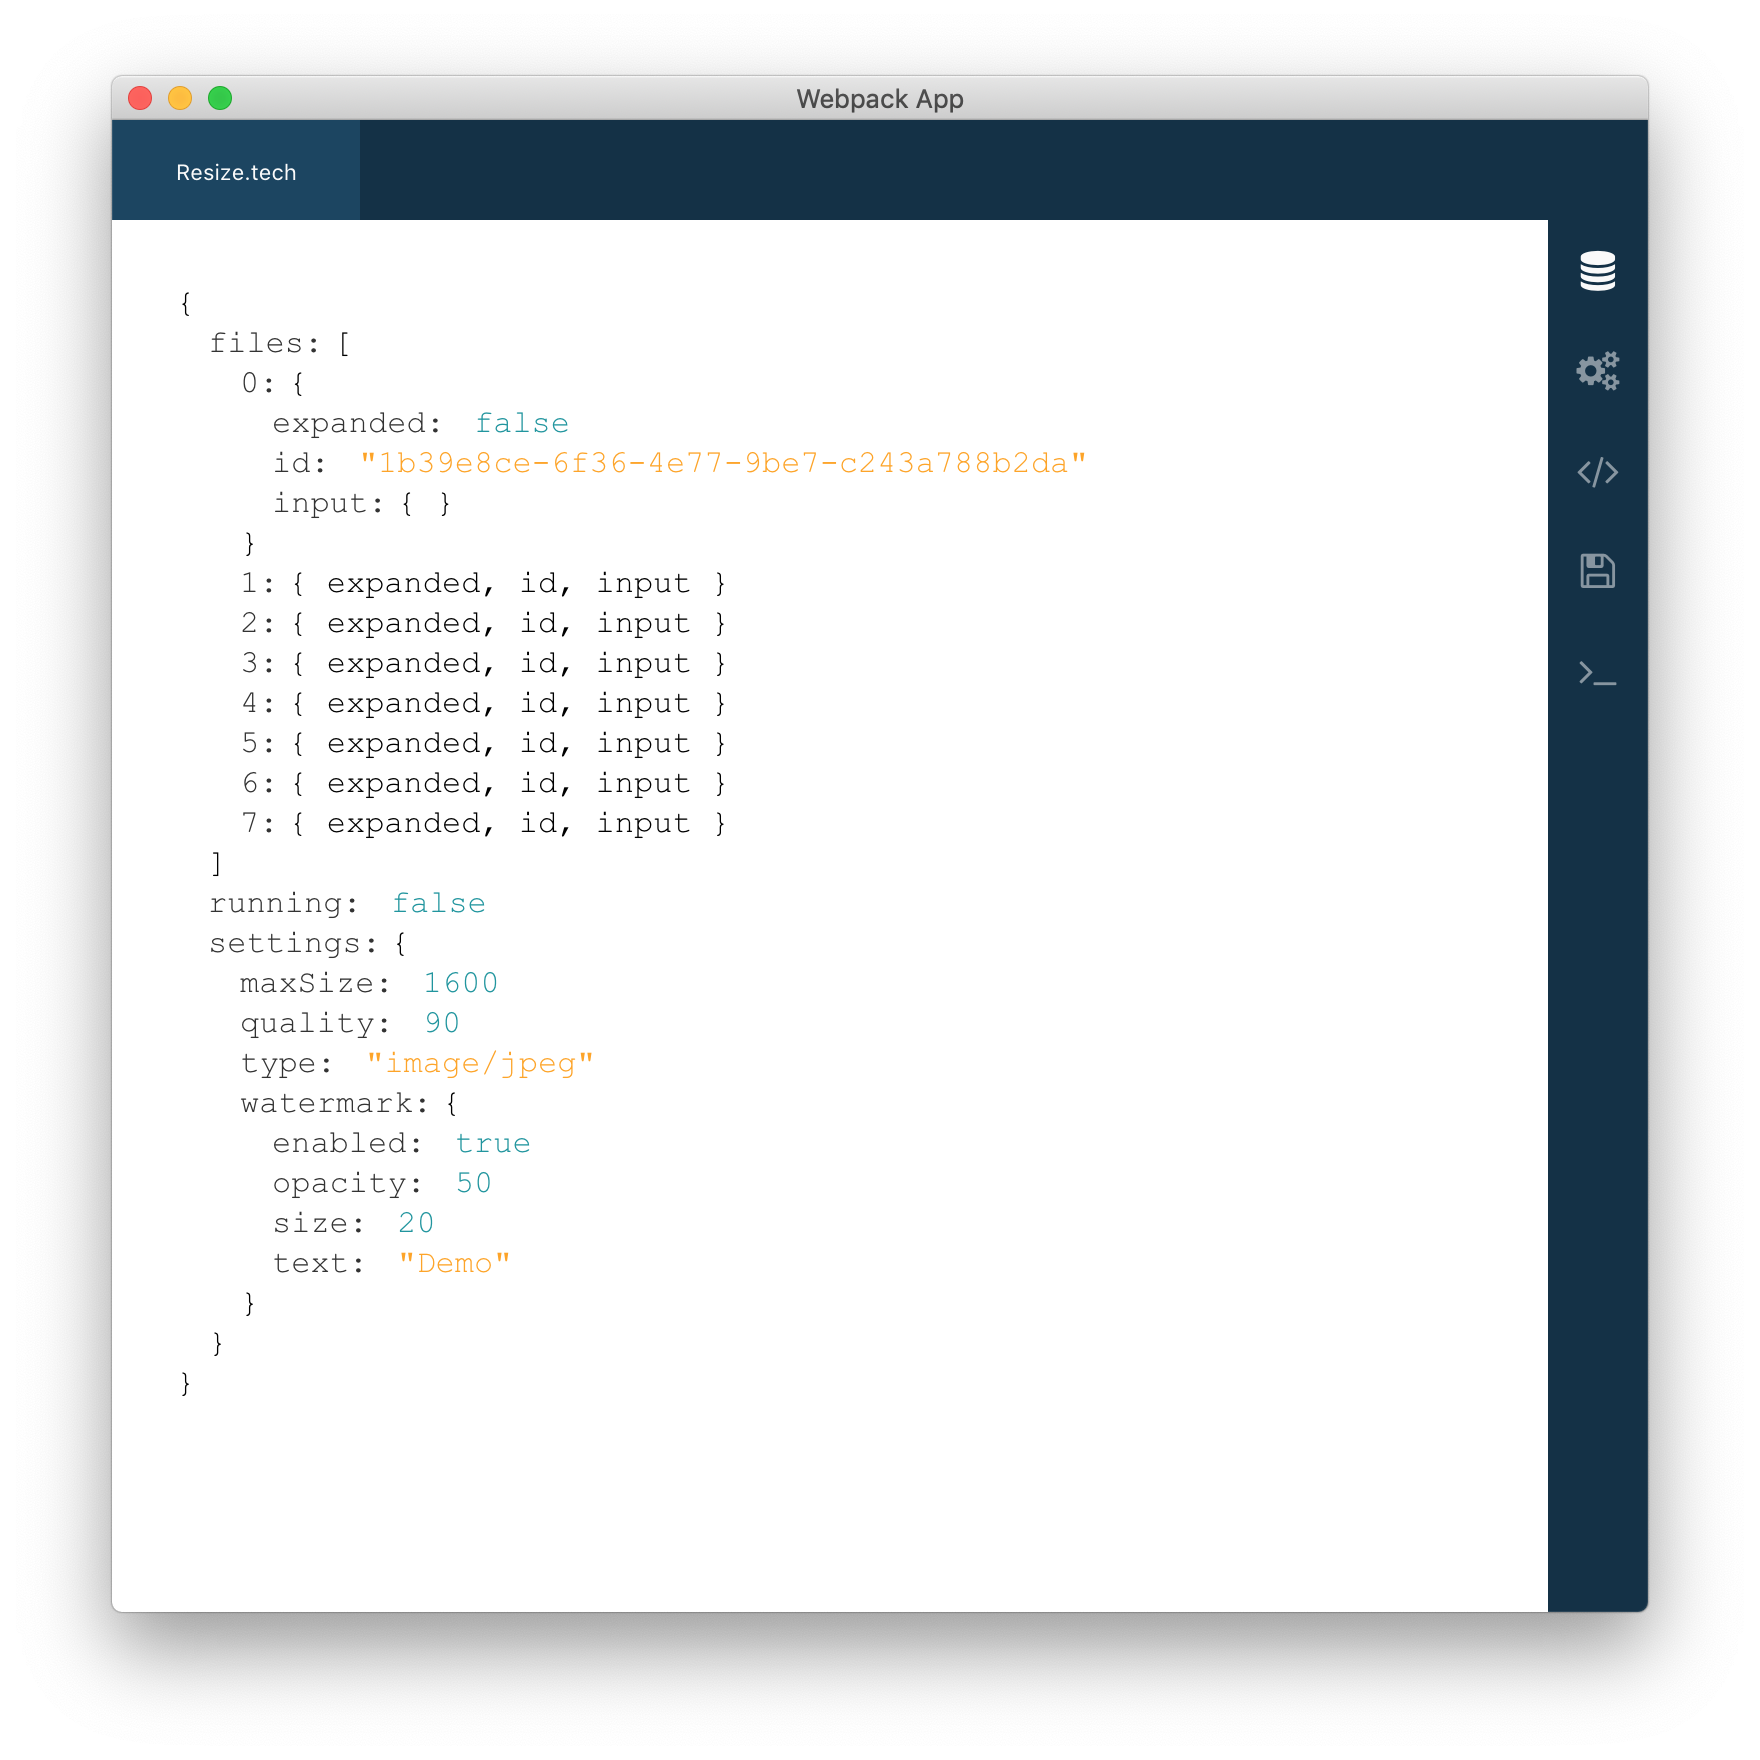 Webpack App
Resize.tech
{
files: [
0: {
expanded: false
id: "1b39e8ce-6f36-4e77-9be7-c243a788b2da"
input: { }
}
1: { expanded, id, input }
2: { expanded, id, input }
3: { expanded, id, input }
4: { expanded, id, input }
5: { expanded, id, input }
6: { expanded, id, input }
7: { expanded, id, input }
]
running: false
settings: {
maxSize: 1600
quality: 90
type: "image/jpeg"
watermark: {
enabled: true
opacity: 50
size: 20
text: "Demo"
}
}
}